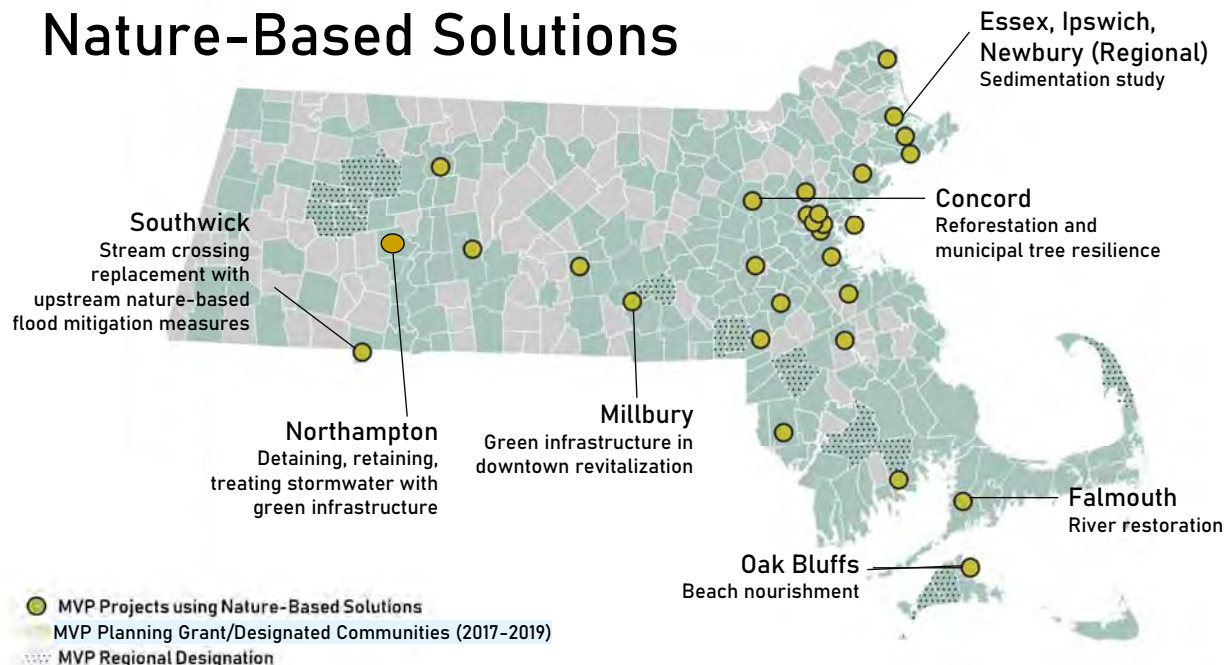 Nature-Based Solutions
Essex, Ipswich,
Newbury (Regional)
Sedimentation study
Concord
Reforestation and
municipal tree resilience
Southwick
Stream crossing
replacement with
upstream nature-based
flood mitigation measures
Northampton
Detaining, retaining,
treating stormwater with
green infrastructure
Millbury
Green infrastructure in
downtown revitalization
Falmouth
River restoration
Oak Bluffs
Beach nourishment
MVP Projects using Nature-Based Solutions
MVP Planning Grant/Designated Communities (2017-2019)
MVP Regional Designation